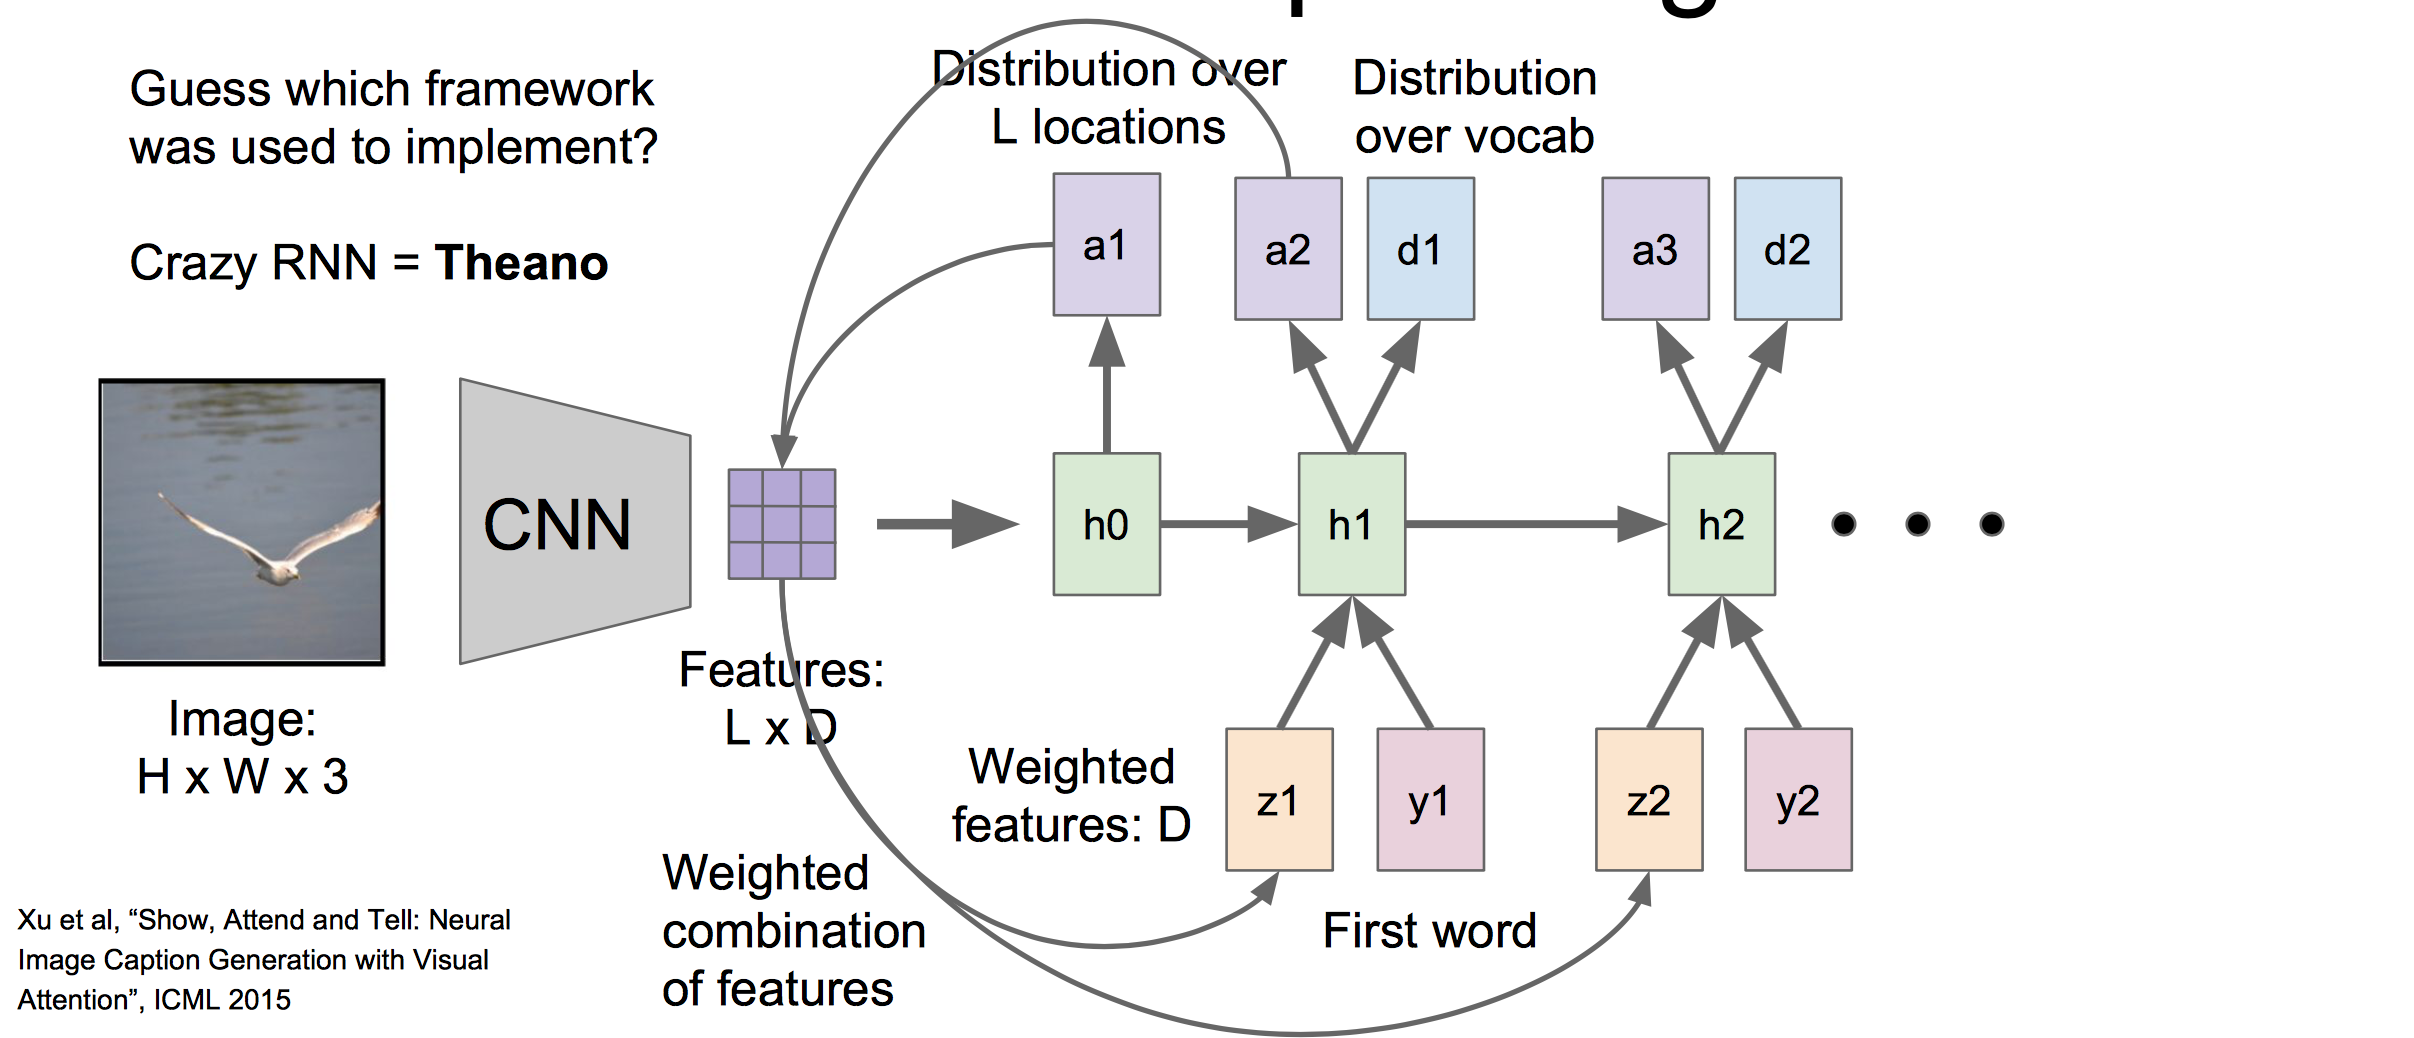 Guess which framework
was used to implement?
Crazy RNN = Theano
Distribution over
L locations
Distribution
over vocab
a1
a2
d1
a3
d2
CNN
h0
h1
h2
Image:
H x W x 3
Features:
L x D
Weighted
features: D
z1
y1
z2
y2
Weighted
combination
of features
First word
Xu et al, “Show, Attend and Tell: Neural
Image Caption Generation with Visual
Attention”, ICML 2015